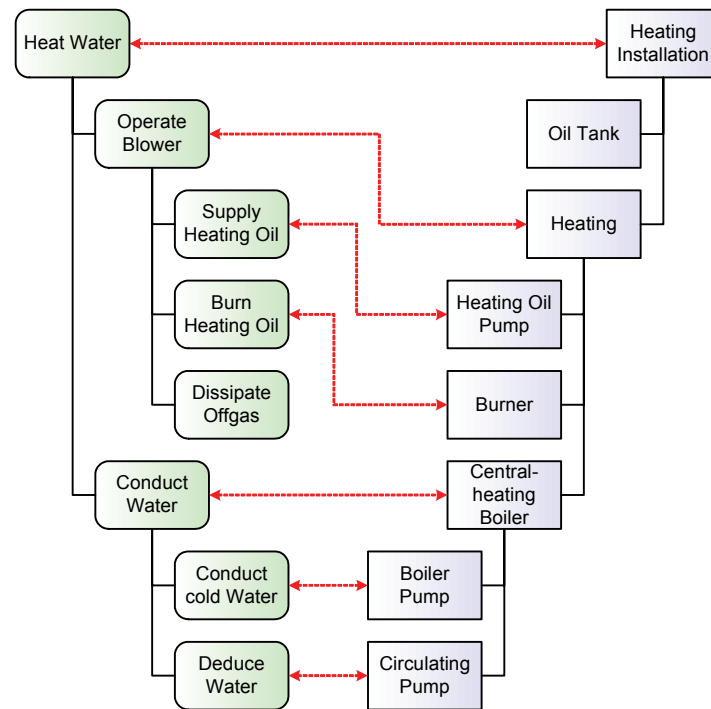 Heat Water
Heating
Installation
Operate
Blower
Oil Tank
Supply
Heating Oil
Heating
Burn
Heating Oil
Heating Oil
Pump
Dissipate
Offgas
Burner
Conduct
Water
Central-
heating
Boiler
Conduct
cold Water
Boiler
Pump
Deduce
Water
Circulating
Pump